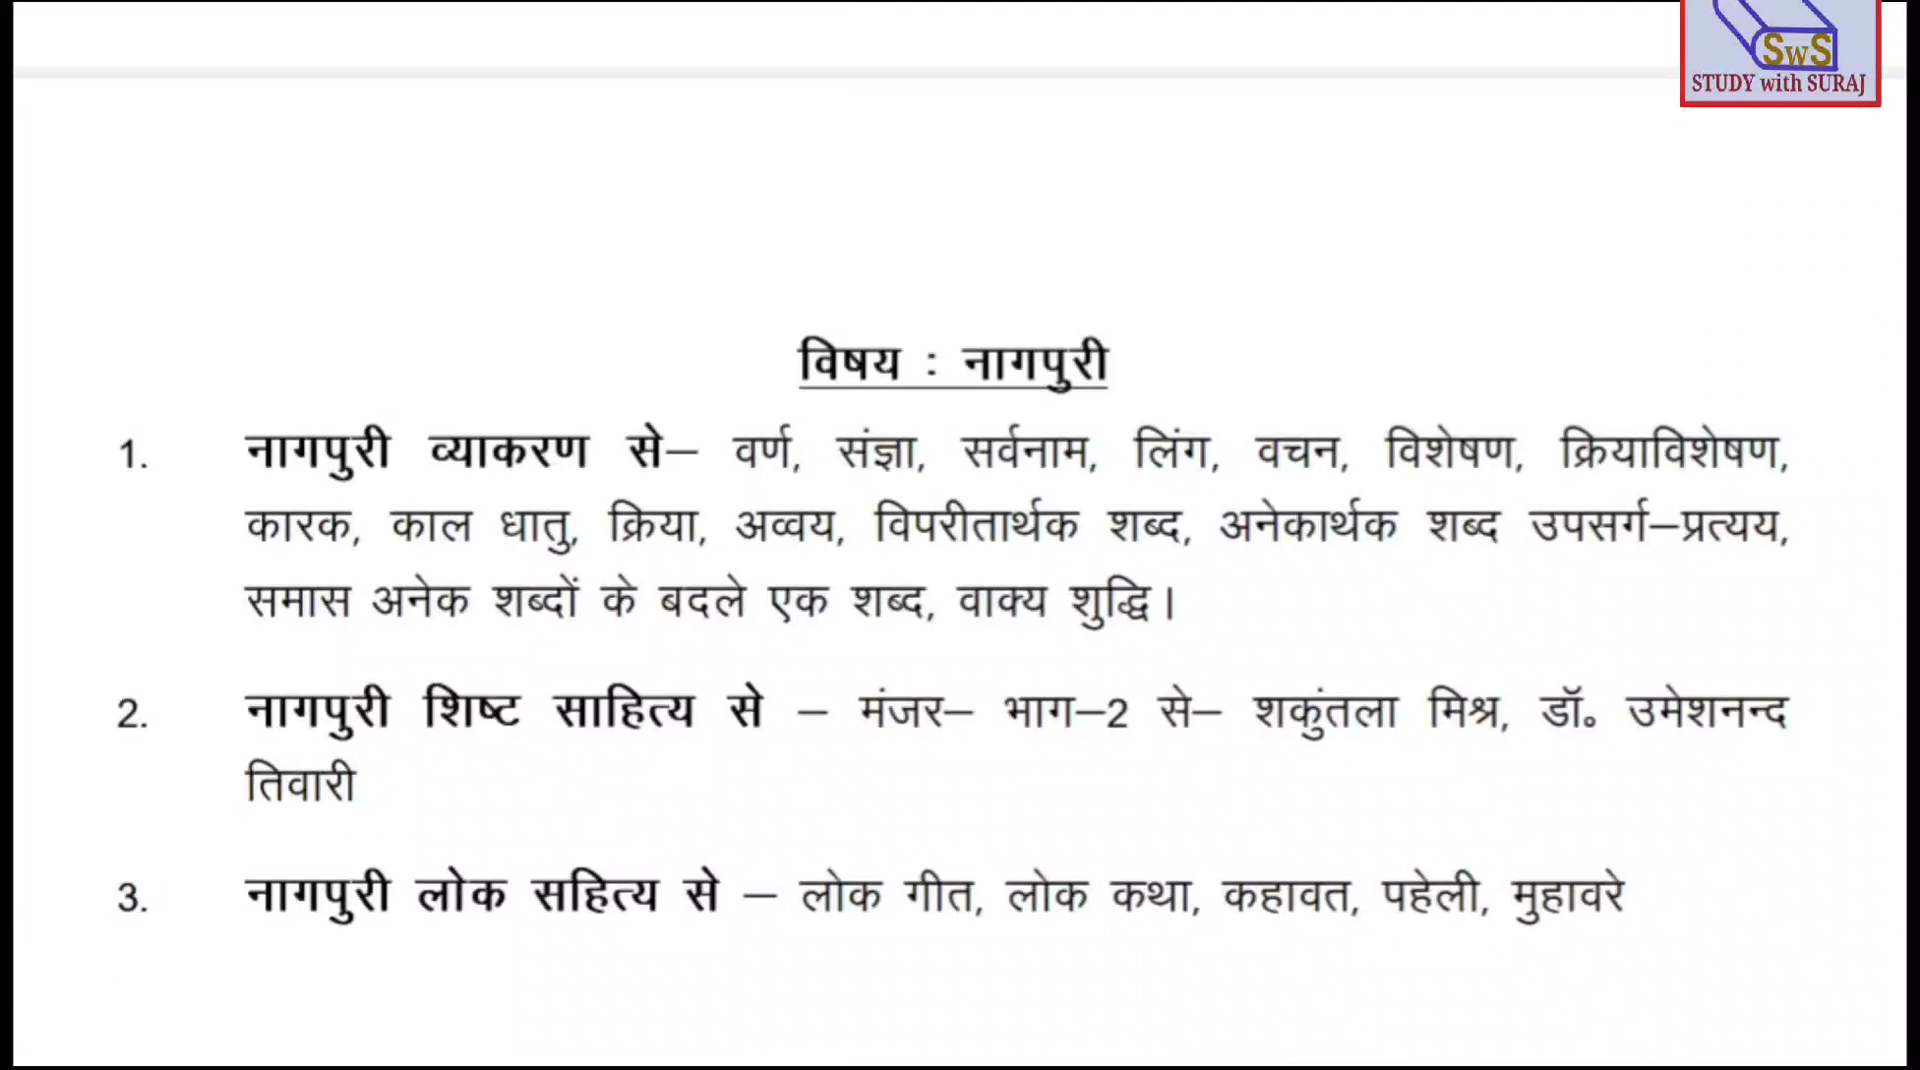 SwS
STUDY with SURAJ
विषय : नागपुरी
1. नागपुरी व्याकरण से– वर्ण, संज्ञा, सर्वनाम, लिंग, वचन, विशेषण, क्रियाविशेषण,
कारक, काल धातु, क्रिया, अव्वय, विपरीतार्थक शब्द, अनेकार्थक शब्द उपसर्ग–प्रत्यय,
समास अनेक शब्दों के बदले एक शब्द, वाक्य शुद्धि।
2. नागपुरी शिष्ट साहित्य से – मंजर– भाग–2 से– शकुंतला मिश्र, डॉ० उमेशनन्द
तिवारी
3. नागपुरी लोक सहित्य से – लोक गीत, लोक कथा, कहावत, पहेली, मुहावरे